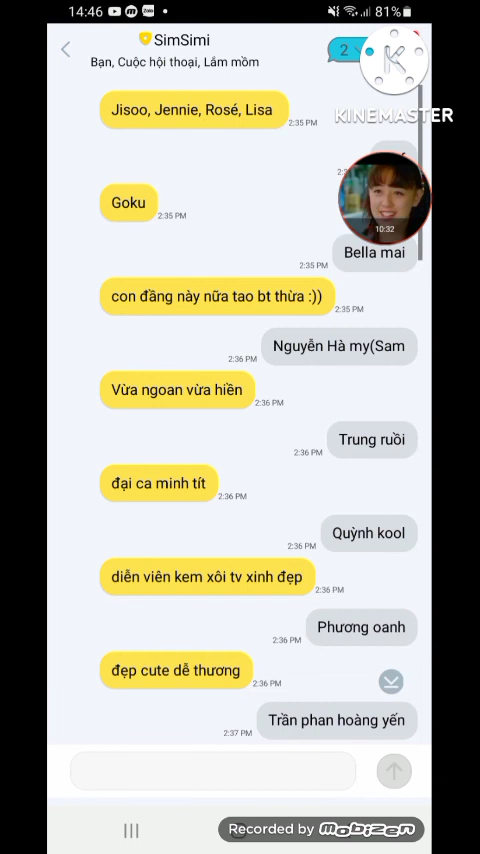 14:46
81%
SimSimi
2
Bạn, Cuộc hội thoại, Lắm mồm
KINEMASTER
Jisoo, Jennie, Rosé, Lisa
2:35 PM
Goku
2:35 PM
10:32
Bella mai
2:35 PM
con đầng này nữa tao bt thừa :))
2:35 PM
Nguyễn Hà my(Sam
2:36 PM
Vừa ngoan vừa hiền
2:36 PM
Trung ruồi
2:36 PM
đại ca minh tít
2:36 PM
Quỳnh kool
2:36 PM
diễn viên kem xôi tv xinh đẹp
2:36 PM
Phương oanh
2:36 PM
đẹp cute dễ thương
2:36 PM
Trần phan hoàng yến
2:37 PM
Recorded by Mobizen